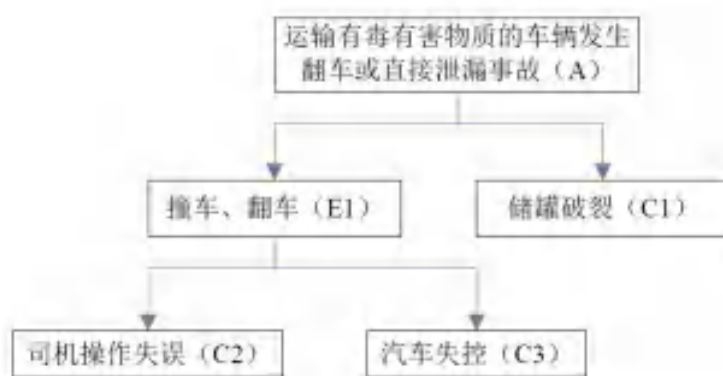 运输有毒有害物质的车辆发生
翻车或直接泄漏事故（A）
撞车、翻车（E1）
储罐破裂（C1）
司机操作失误（C2）
汽车失控（C3）